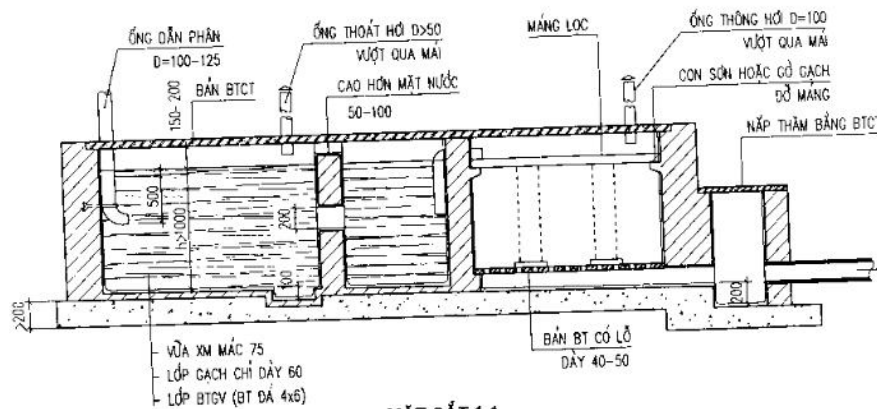 ỐNG DẪN PHÂN
D=100-125
ỐNG THOÁT HƠI D>50
VƯỢT QUA MÁI
MÁNG LỌC
ỐNG THÔNG HƠI D=100
VƯỢT QUA MÁI
BẢN BTCT
CAO HƠN MẶT NƯỚC
50-100
CON SƠN HOẶC GỜ GẠCH
ĐỠ MÁNG
NẮP THĂM BẰNG BTCT
150-200
500
h>1000
200
100
200
>200
BẢN BT CÓ LỖ
DÀY 40-50
VỮA XM MÁC 75
LỚP GẠCH CHỈ DÀY 60
LỚP BTGV (BT ĐÁ 4x6)